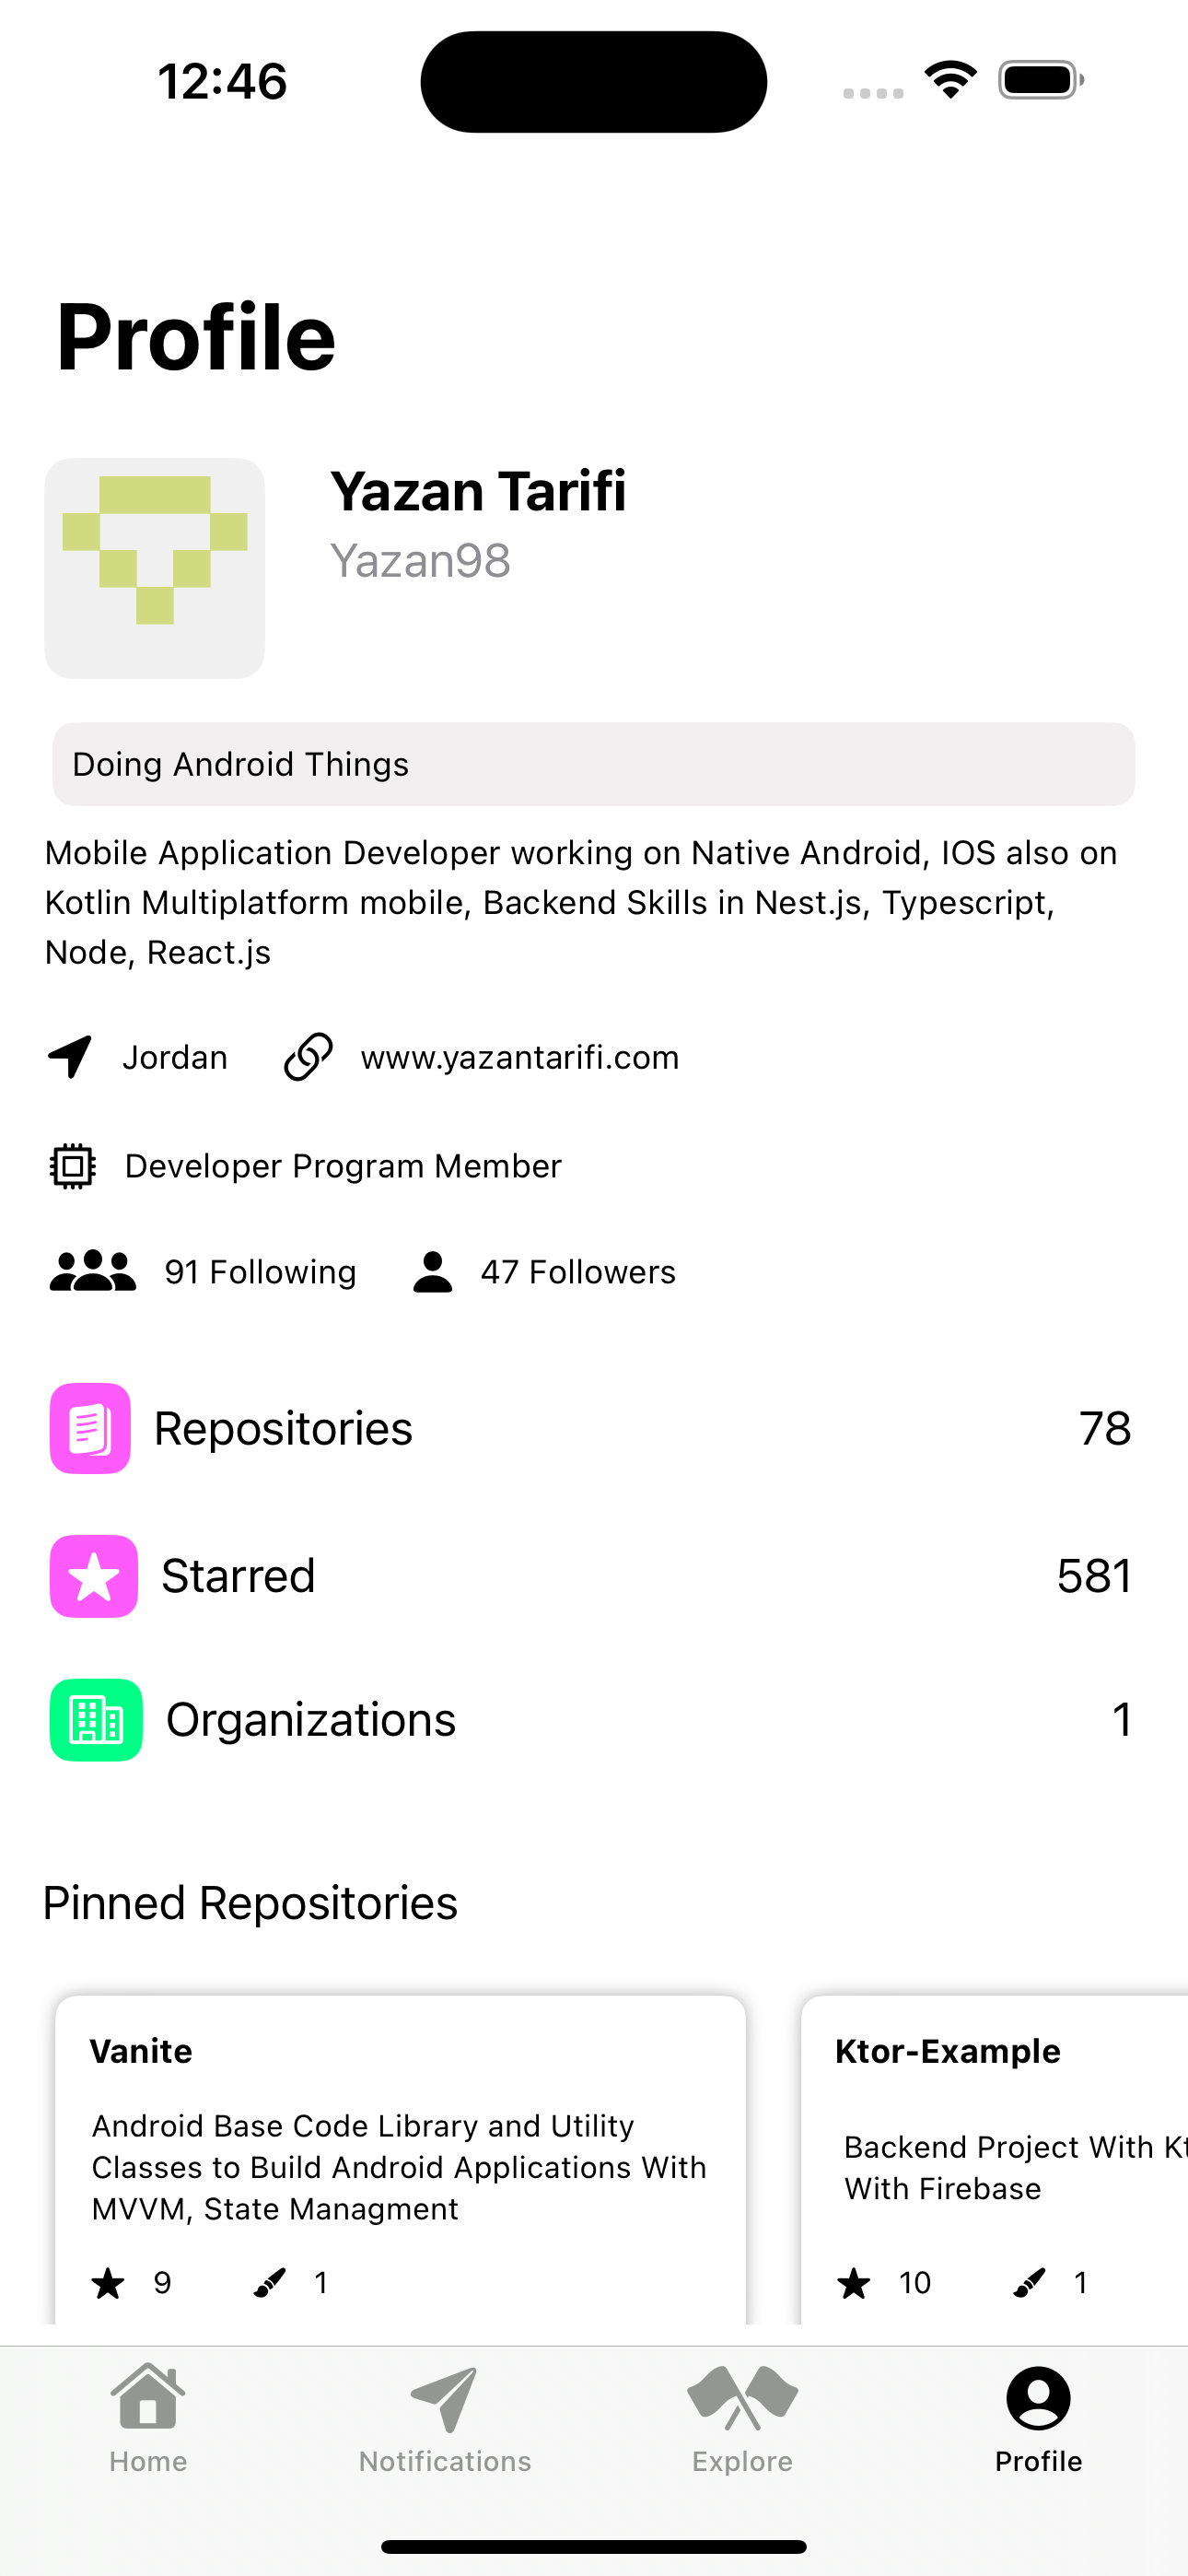 12:46
Profile
Yazan Tarifi
Yazan98
Doing Android Things
Mobile Application Developer working on Native Android, IOS also on
Kotlin Multiplatform mobile, Backend Skills in Nest.js, Typescript,
Node, React.js
Jordan www.yazantarifi.com
Developer Program Member
91 Following 47 Followers
Repositories 78
Starred 581
Organizations 1
Pinned Repositories
Vanite
Android Base Code Library and Utility
Classes to Build Android Applications With
MVVM, State Managment
9 1
Ktor-Example
Backend Project With Kt
With Firebase
10 1
Home Notifications Explore Profile